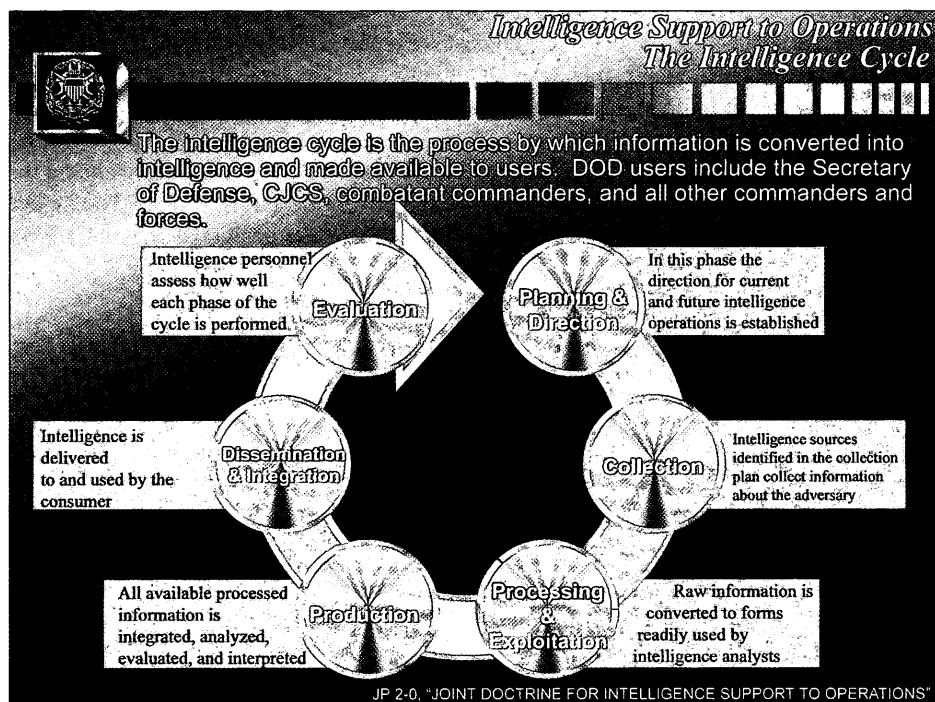 Intelligence Support to Operations
The Intelligence Cycle
The intelligence cycle is the process by which information is converted into
intelligence and made available to users. DOD users include the Secretary
of Defense, CJCS, combatant commanders, and all other commanders and
forces.
Intelligence personnel
assess how well
each phase of the
cycle is performed.
Evaluation
Planning &
Direction
In this phase the
direction for current
and future intelligence
operations is established
Intelligence is
delivered
to and used by the
consumer
Dissemination
& Integration
Collection
Intelligence sources
identified in the collection
plan collect information
about the adversary
All available processed
information is
integrated, analyzed,
evaluated, and interpreted
Production
Processing
&
Exploitation
Raw information is
converted to forms
readily used by
intelligence analysts
JP 2-0, "JOINT DOCTRINE FOR INTELLIGENCE SUPPORT TO OPERATIONS"